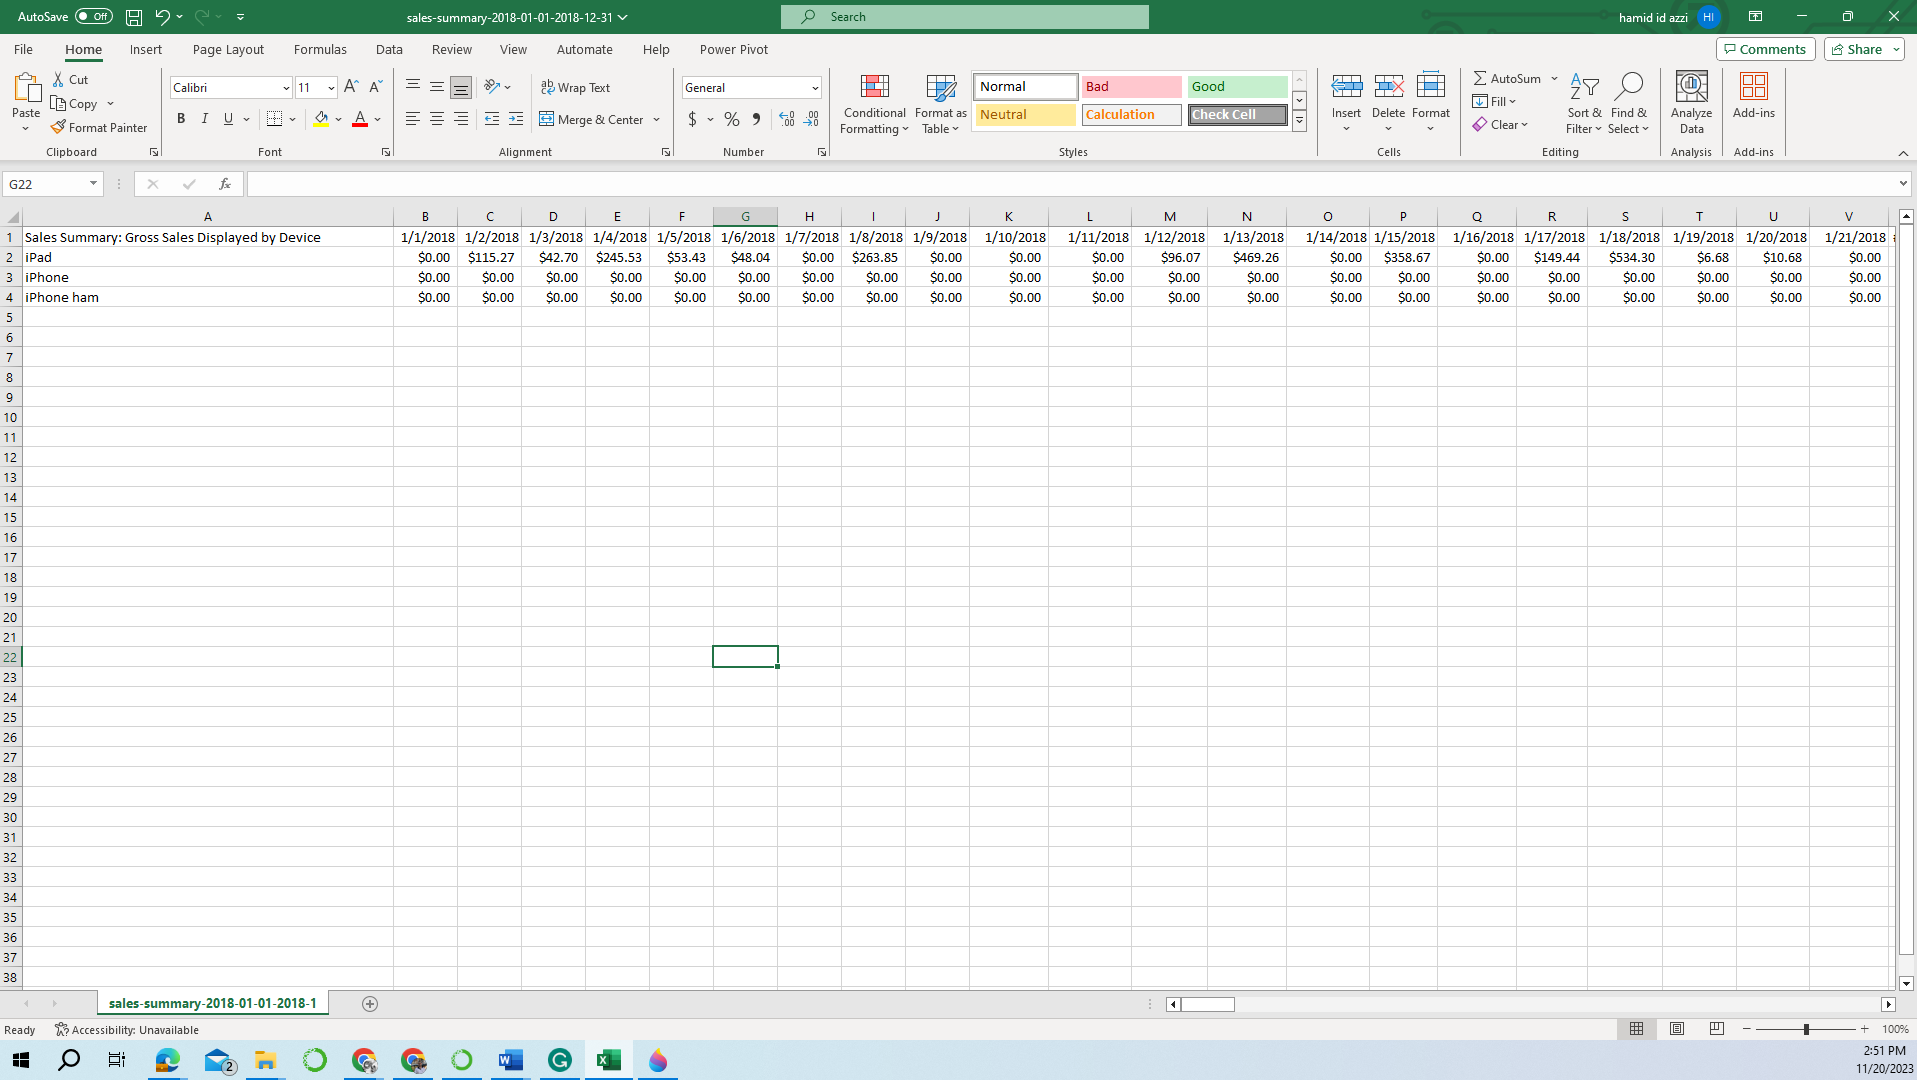 AutoSave Off sales-summary-2018-01-01-2018-12-31 Search hamid id azzi HI
File Home Insert Page Layout Formulas Data Review View Automate Help Power Pivot Comments Share
Paste Cut Copy Format Painter Clipboard
Calibri 11 B I U A Font
Wrap Text Merge & Center Alignment
General $ % Number
Conditional Formatting Format as Table Normal Bad Good Neutral Calculation Check Cell Styles
Insert Delete Format Cells
AutoSum Fill Clear Sort & Filter Find & Select Editing
Analyze Data Analysis
Add-ins Add-ins
G22 fx
A B C D E F G H I J K L M N O P Q R S T U V
1 Sales Summary: Gross Sales Displayed by Device 1/1/2018 1/2/2018 1/3/2018 1/4/2018 1/5/2018 1/6/2018 1/7/2018 1/8/2018 1/9/2018 1/10/2018 1/11/2018 1/12/2018 1/13/2018 1/14/2018 1/15/2018 1/16/2018 1/17/2018 1/18/2018 1/19/2018 1/20/2018 1/21/2018
2 iPad $0.00 $115.27 $42.70 $245.53 $53.43 $48.04 $0.00 $263.85 $0.00 $0.00 $0.00 $96.07 $469.26 $0.00 $358.67 $0.00 $149.44 $534.30 $6.68 $10.68 $0.00
3 iPhone $0.00 $0.00 $0.00 $0.00 $0.00 $0.00 $0.00 $0.00 $0.00 $0.00 $0.00 $0.00 $0.00 $0.00 $0.00 $0.00 $0.00 $0.00 $0.00 $0.00 $0.00
4 iPhone ham $0.00 $0.00 $0.00 $0.00 $0.00 $0.00 $0.00 $0.00 $0.00 $0.00 $0.00 $0.00 $0.00 $0.00 $0.00 $0.00 $0.00 $0.00 $0.00 $0.00 $0.00
5
6
7
8
9
10
11
12
13
14
15
16
17
18
19
20
21
22
23
24
25
26
27
28
29
30
31
32
33
34
35
36
37
38
sales-summary-2018-01-01-2018-1
Ready Accessibility: Unavailable 100%
2 2:51 PM
11/20/2023